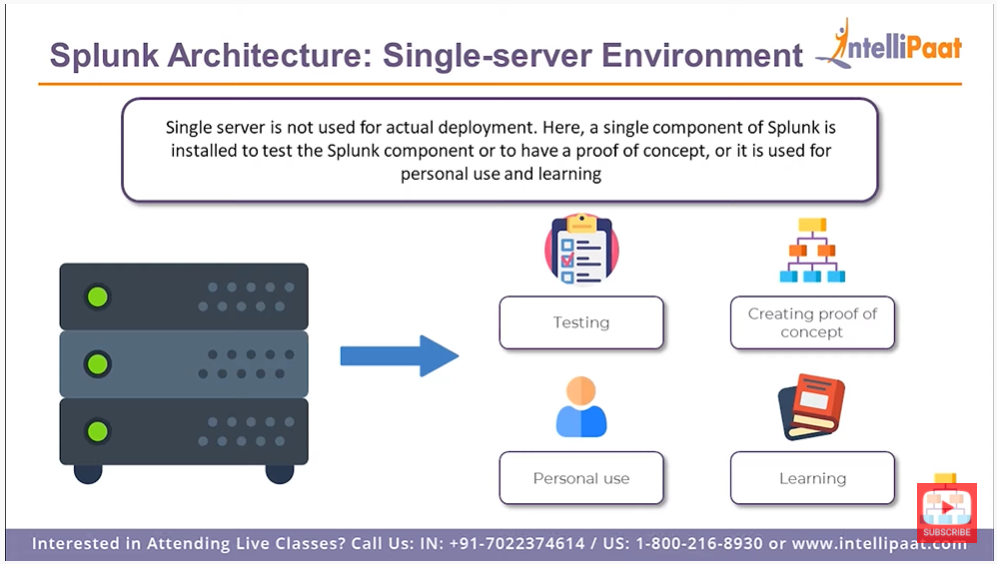 Splunk Architecture: Single-server Environment
IntelliPaat
Single server is not used for actual deployment. Here, a single component of Splunk is
installed to test the Splunk component or to have a proof of concept, or it is used for
personal use and learning
Testing
Creating proof of
concept
Personal use
Learning
SUBSCRIBE
Interested in Attending Live Classes? Call Us: IN: +91-7022374614 / US: 1-800-216-8930 or www.intellipaat.com